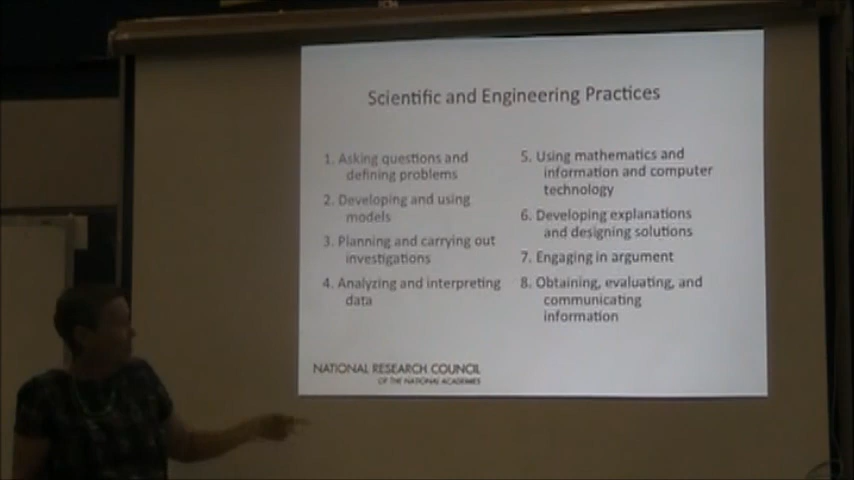 Scientific and Engineering Practices
1. Asking questions and
defining problems
2. Developing and using
models
3. Planning and carrying out
investigations
4. Analyzing and interpreting
data
5. Using mathematics and
information and computer
technology
6. Developing explanations
and designing solutions
7. Engaging in argument
8. Obtaining, evaluating, and
communicating
information
NATIONAL RESEARCH COUNCIL
OF THE NATIONAL ACADEMIES